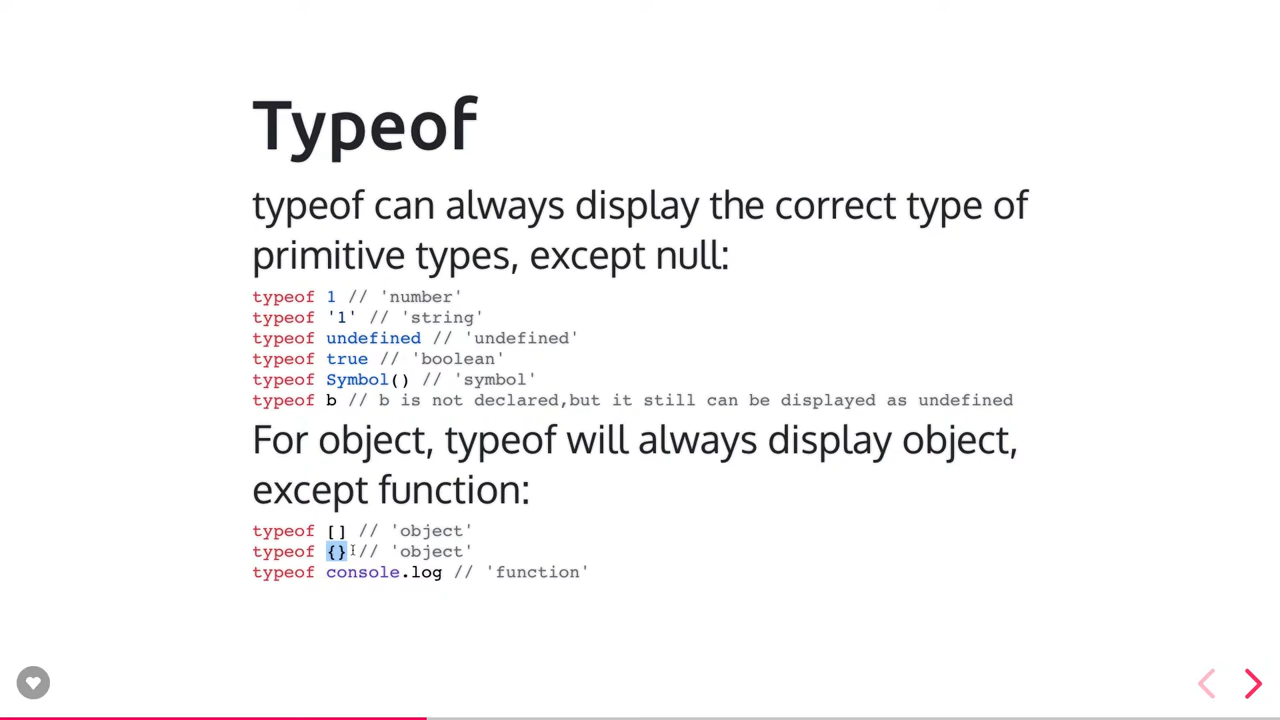 Typeof
typeof can always display the correct type of
primitive types, except null:
typeof 1 // 'number'
typeof '1' // 'string'
typeof undefined // 'undefined'
typeof true // 'boolean'
typeof Symbol() // 'symbol'
typeof b // b is not declared,but it still can be displayed as undefined
For object, typeof will always display object,
except function:
typeof [] // 'object'
typeof {} // 'object'
typeof console.log // 'function'